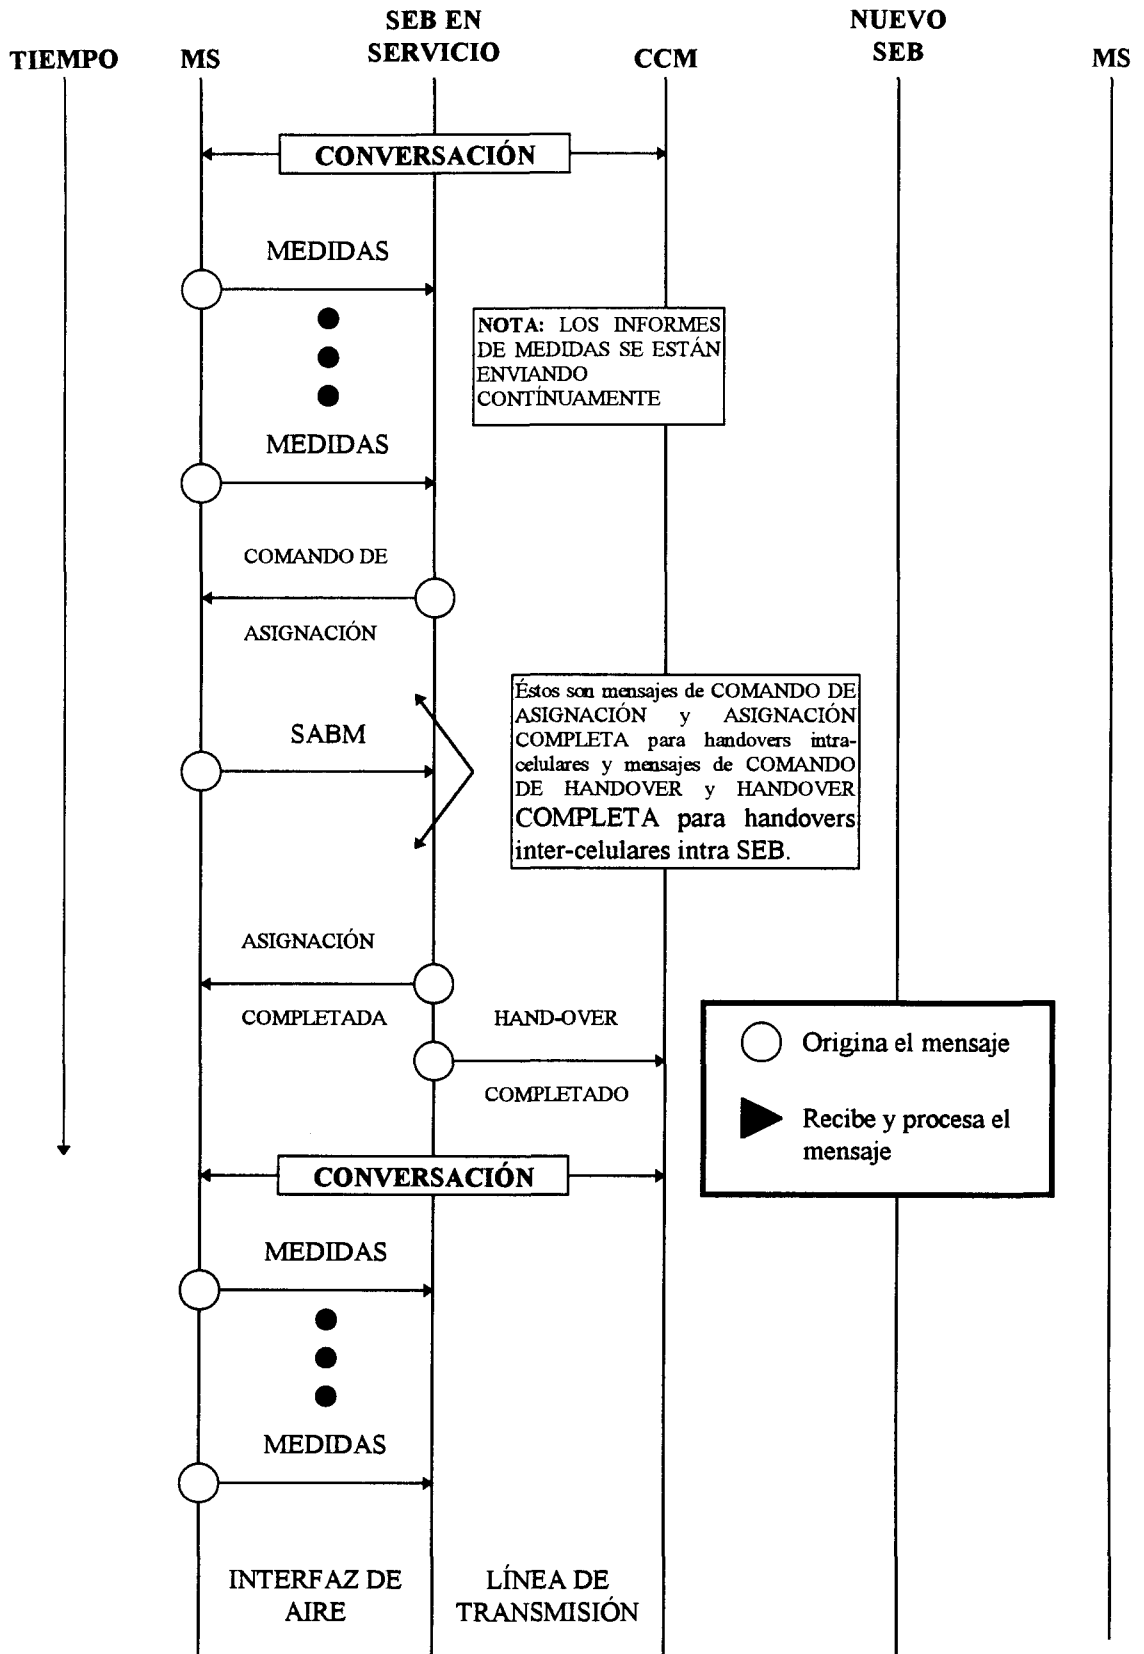 TIEMPO
MS
SEB EN
SERVICIO
CCM
NUEVO
SEB
MS
CONVERSACIÓN
MEDIDAS
NOTA: LOS INFORMES
DE MEDIDAS SE ESTÁN
ENVIANDO
CONTÍNUAMENTE
MEDIDAS
COMANDO DE
ASIGNACIÓN
SABM
Éstos son mensajes de COMANDO DE
ASIGNACIÓN y ASIGNACIÓN
COMPLETA para handovers intra-
celulares y mensajes de COMANDO
DE HANDOVER y HANDOVER
COMPLETA para handovers
inter-celulares intra SEB.
ASIGNACIÓN
COMPLETADA
HAND-OVER
COMPLETADO
Origina el mensaje
Recibe y procesa el
mensaje
CONVERSACIÓN
MEDIDAS
MEDIDAS
INTERFAZ DE
AIRE
LÍNEA DE
TRANSMISIÓN